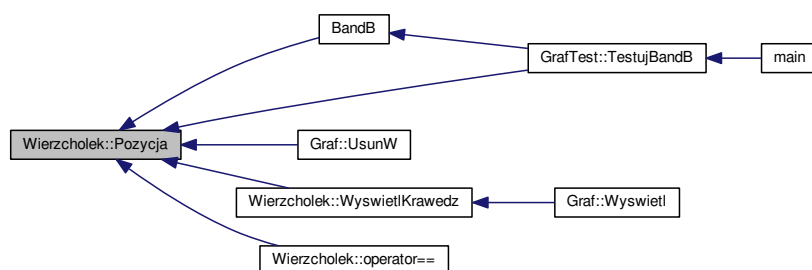 BandB
GrafTest::TestujBandB
main
Wierzcholek::Pozycja
Graf::UsunW
Wierzcholek::WyswietlKrawedz
Graf::Wyswietl
Wierzcholek::operator==